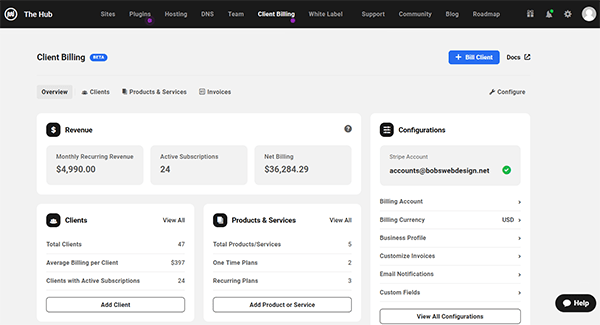 The Hub
Sites Plugins Hosting DNS Team Client Billing White Label Support Community Blog Roadmap
Client Billing BETA
+ Bill Client Docs
Overview Clients Products & Services Invoices Configure
Revenue
Monthly Recurring Revenue
$4,990.00
Active Subscriptions
24
Net Billing
$36,284.29
Clients View All
Total Clients 47
Average Billing per Client $397
Clients with Active Subscriptions 24
Add Client
Products & Services View All
Total Products/Services 5
One Time Plans 2
Recurring Plans 3
Add Product or Service
Configurations
Stripe Account
accounts@bobswebdesign.net
Billing Account
Billing Currency USD
Business Profile
Customize Invoices
Email Notifications
Custom Fields
View All Configurations
Help